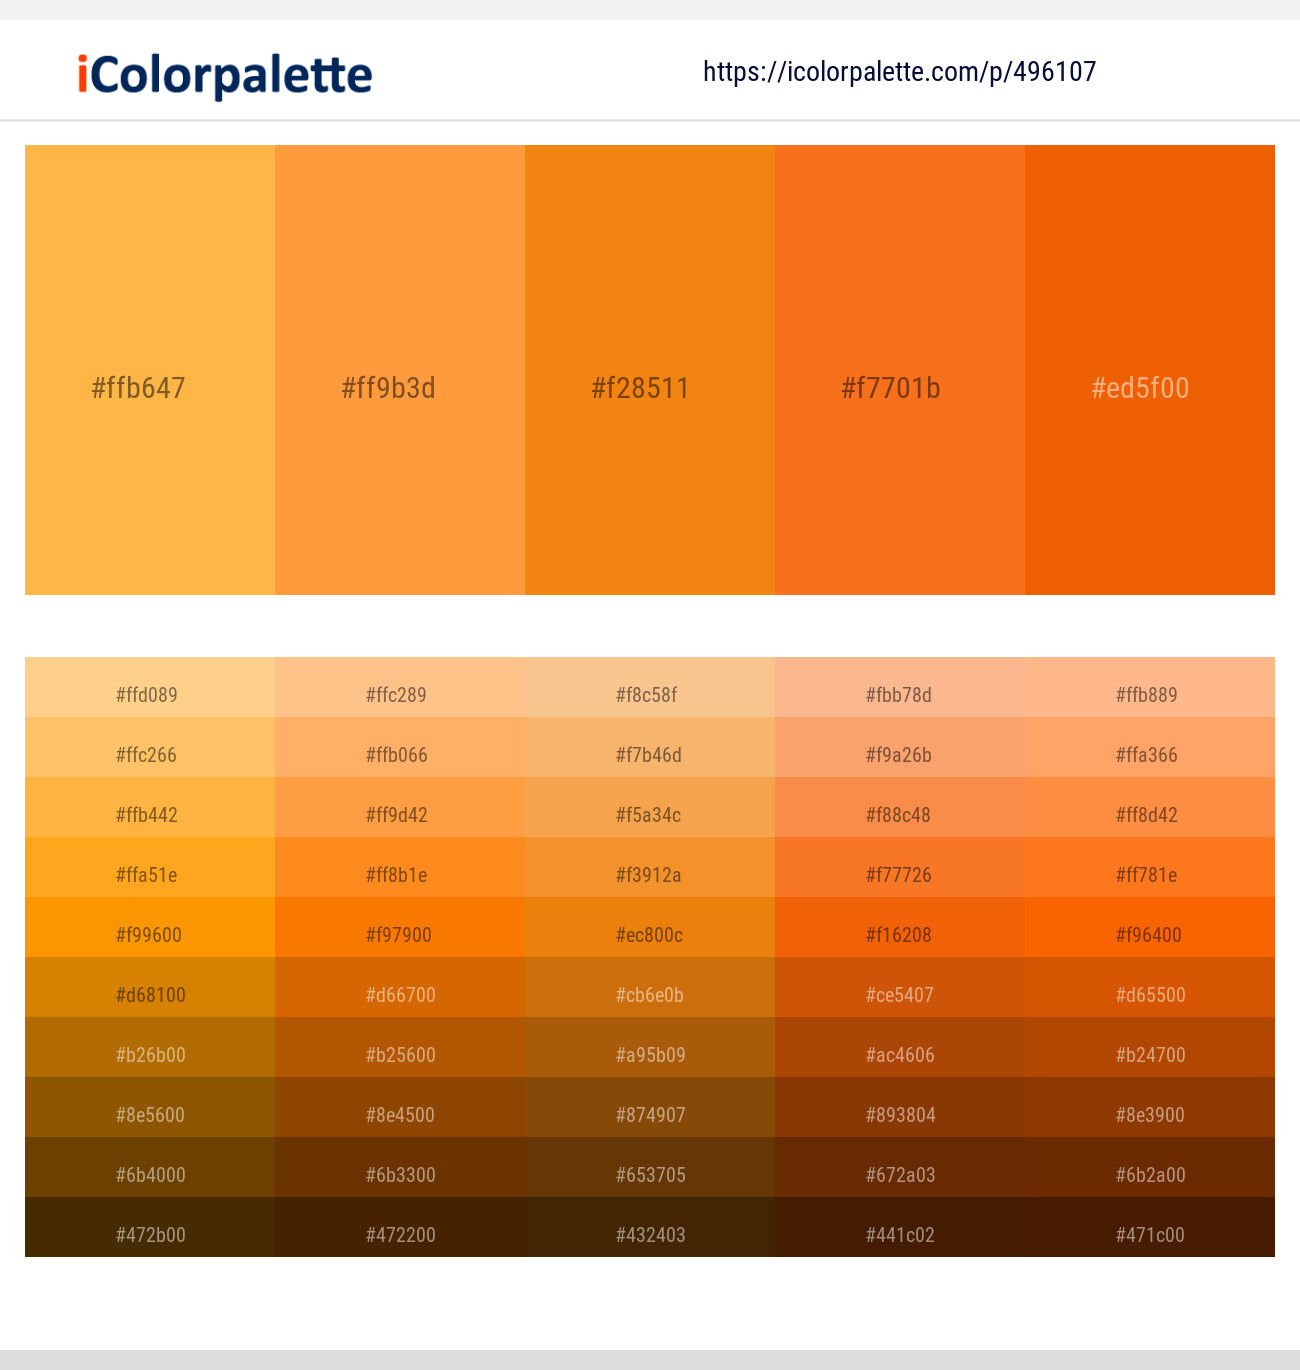 iColorpalette https://icolorpalette.com/p/496107
#ffb647 #ff9b3d #f28511 #f7701b #ed5f00
#ffd089 #ffc289 #f8c58f #fbb78d #ffb889
#ffc266 #ffb066 #f7b46d #f9a26b #ffa366
#ffb442 #ff9d42 #f5a34c #f88c48 #ff8d42
#ffa51e #ff8b1e #f3912a #f77726 #ff781e
#f99600 #f97900 #ec800c #f16208 #f96400
#d68100 #d66700 #cb6e0b #ce5407 #d65500
#b26b00 #b25600 #a95b09 #ac4606 #b24700
#8e5600 #8e4500 #874907 #893804 #8e3900
#6b4000 #6b3300 #653705 #672a03 #6b2a00
#472b00 #472200 #432403 #441c02 #471c00